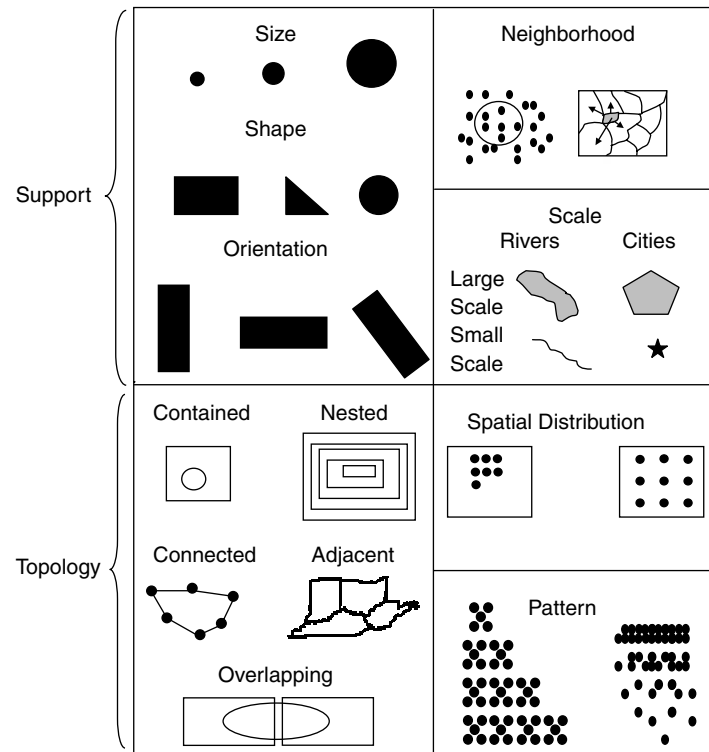 Support
Size
Shape
Orientation
Neighborhood
Scale
Rivers Cities
Large
Scale
Small
Scale
Topology
Contained Nested
Connected Adjacent
Overlapping
Spatial Distribution
Pattern